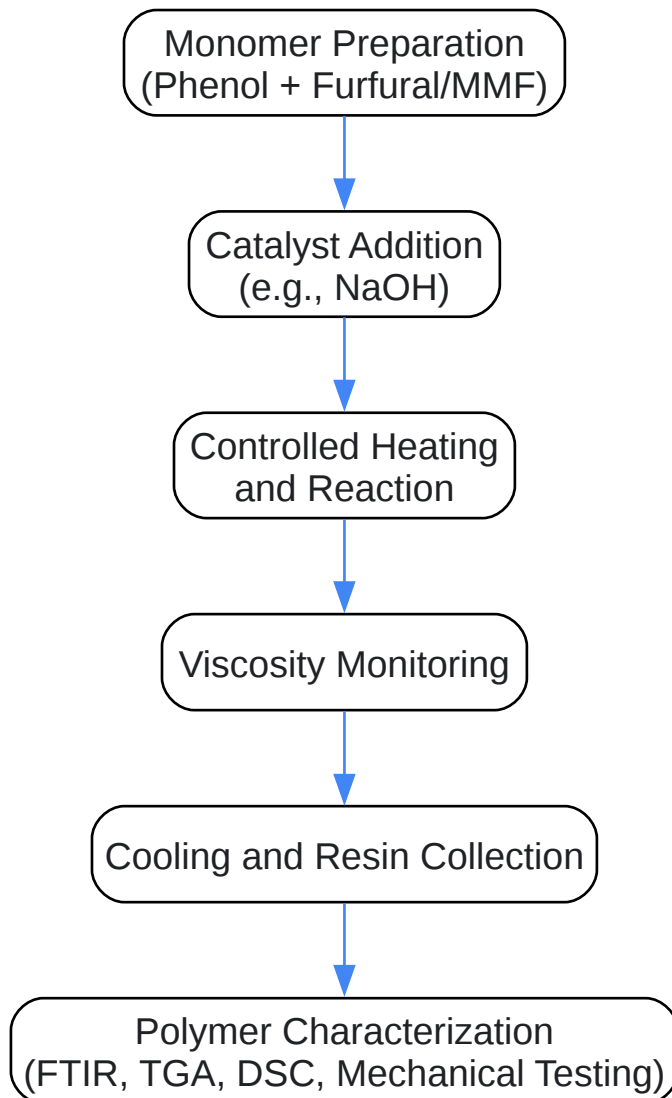 Monomer Preparation
(Phenol + Furfural/MMF)
Catalyst Addition
(e.g., NaOH)
Controlled Heating
and Reaction
Viscosity Monitoring
Cooling and Resin Collection
Polymer Characterization
(FTIR, TGA, DSC, Mechanical Testing)